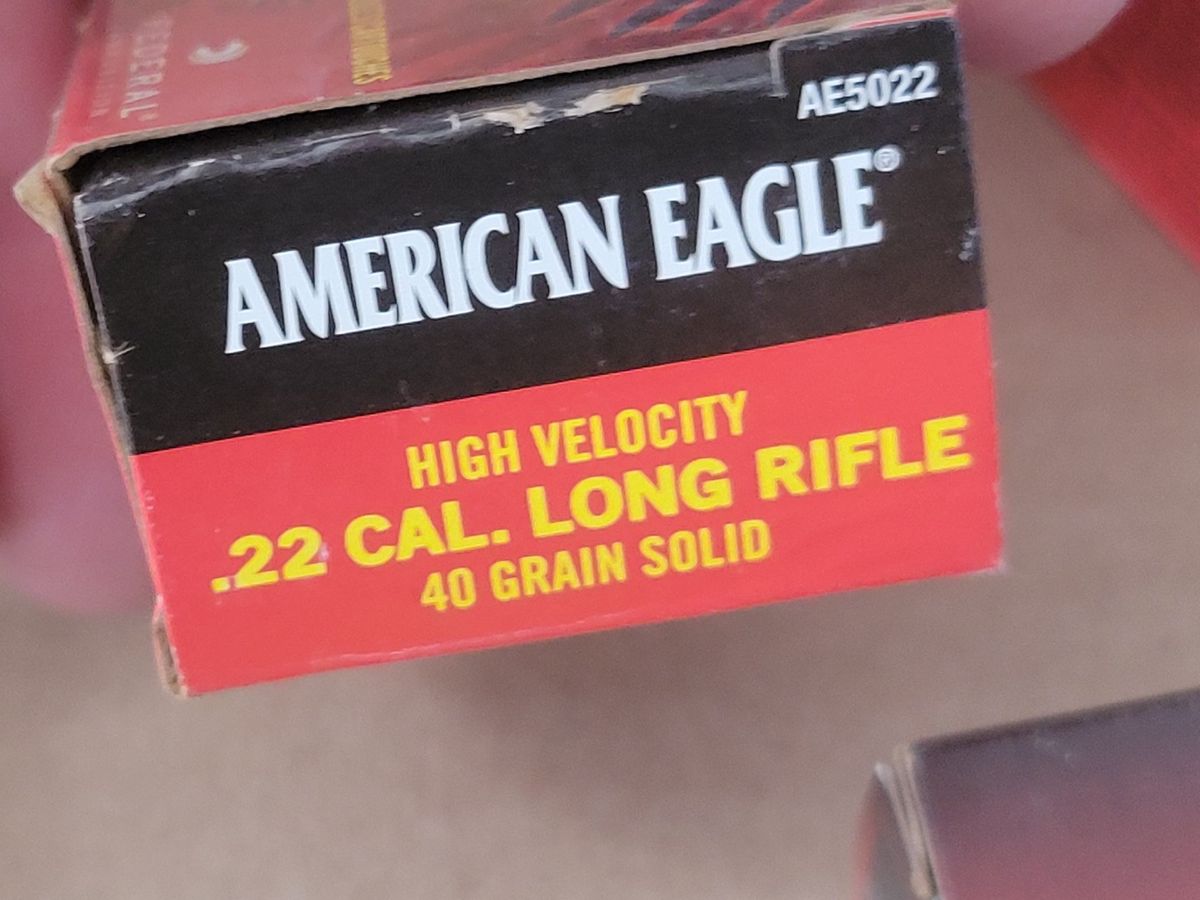 FEDERAL
AE5022
AMERICAN EAGLE®
HIGH VELOCITY
.22 CAL. LONG RIFLE
40 GRAIN SOLID